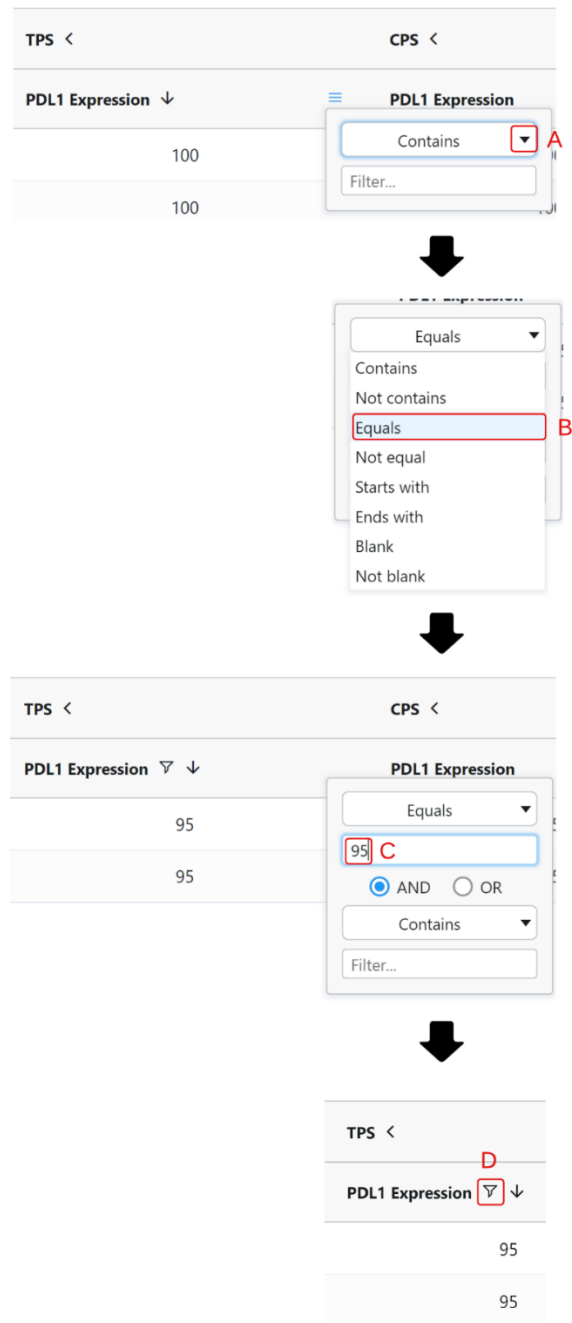 TPS < CPS <
PDL1 Expression ↓ PDL1 Expression
Contains A
100
Filter...
100
Equals
Contains
Not contains
Equals B
Not equal
Starts with
Ends with
Blank
Not blank
TPS < CPS <
PDL1 Expression ↓ PDL1 Expression
Equals
95
95 C
95
AND OR
Contains
Filter...
TPS <
D
PDL1 Expression ↓
95
95